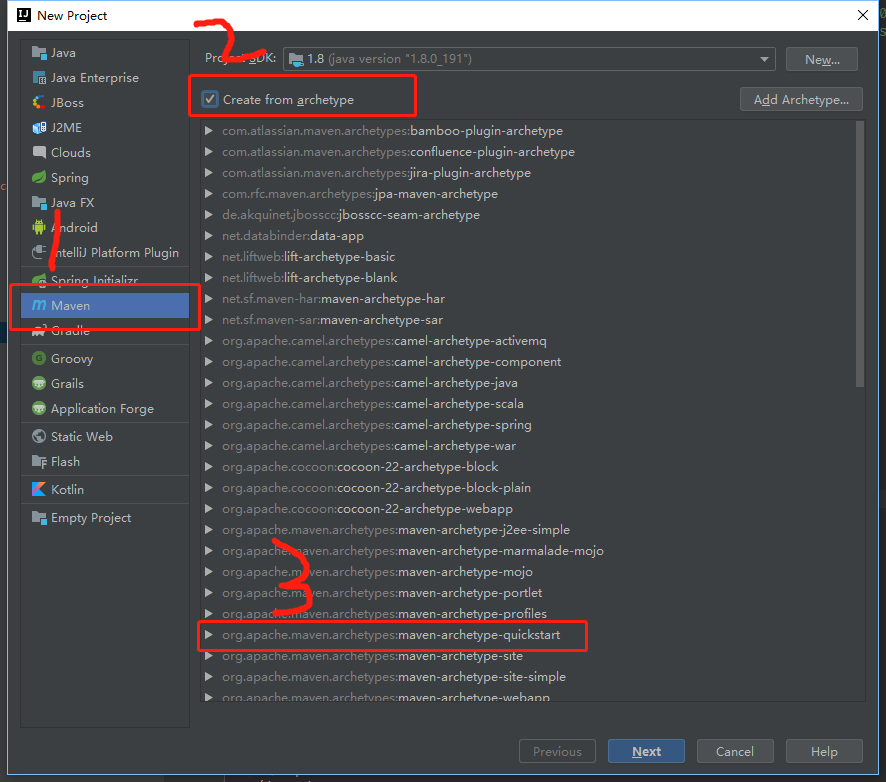 New Project
Java
Java Enterprise
JBoss
J2ME
Clouds
Spring
Java FX
Android
IntelliJ Platform Plugin
Spring Initializr
Maven
Gradle
Groovy
Grails
Application Forge
Static Web
Flash
Kotlin
Empty Project
1
2
Project SDK: 1.8 (java version "1.8.0_191") New...
Create from archetype Add Archetype...
com.atlassian.maven.archetypes:bamboo-plugin-archetype
com.atlassian.maven.archetypes:confluence-plugin-archetype
com.atlassian.maven.archetypes:jira-plugin-archetype
com.rfc.maven.archetypes:jpa-maven-archetype
de.akquinet.jbosscc:jbosscc-seam-archetype
net.databinder:data-app
net.liftweb:lift-archetype-basic
net.liftweb:lift-archetype-blank
net.sf.maven-har:maven-archetype-har
net.sf.maven-sar:maven-archetype-sar
org.apache.camel.archetypes:camel-archetype-activemq
org.apache.camel.archetypes:camel-archetype-component
org.apache.camel.archetypes:camel-archetype-java
org.apache.camel.archetypes:camel-archetype-scala
org.apache.camel.archetypes:camel-archetype-spring
org.apache.camel.archetypes:camel-archetype-war
org.apache.cocoon:cocoon-22-archetype-block
org.apache.cocoon:cocoon-22-archetype-block-plain
org.apache.cocoon:cocoon-22-archetype-webapp
org.apache.maven.archetypes:maven-archetype-j2ee-simple
org.apache.maven.archetypes:maven-archetype-marmalade-mojo
org.apache.maven.archetypes:maven-archetype-mojo
org.apache.maven.archetypes:maven-archetype-portlet
org.apache.maven.archetypes:maven-archetype-profiles
3
org.apache.maven.archetypes:maven-archetype-quickstart
org.apache.maven.archetypes:maven-archetype-site
org.apache.maven.archetypes:maven-archetype-site-simple
org.apache.maven.archetypes:maven-archetype-webapp
Previous Next Cancel Help